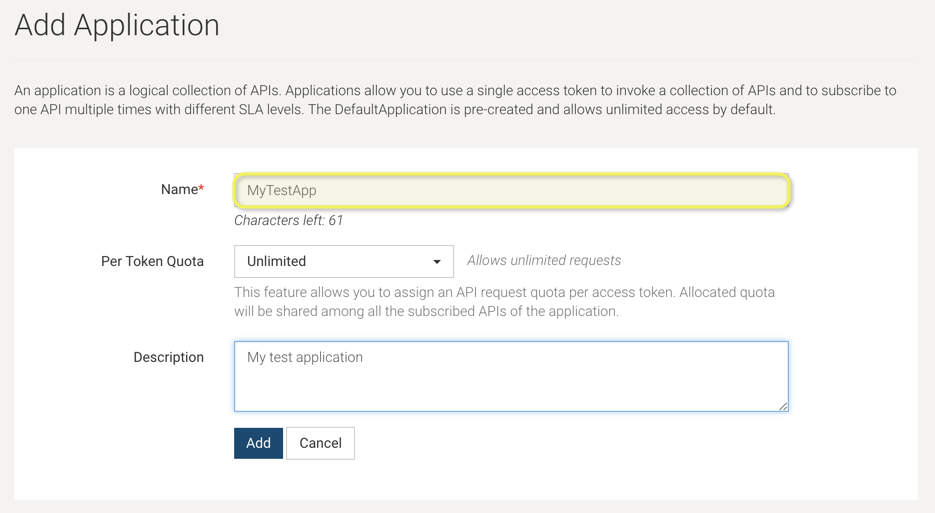 Add Application
An application is a logical collection of APIs. Applications allow you to use a single access token to invoke a collection of APIs and to subscribe to
one API multiple times with different SLA levels. The DefaultApplication is pre-created and allows unlimited access by default.
Name*
MyTestApp
Characters left: 61
Per Token Quota
Unlimited
Allows unlimited requests
This feature allows you to assign an API request quota per access token. Allocated quota
will be shared among all the subscribed APIs of the application.
Description
My test application
Add
Cancel